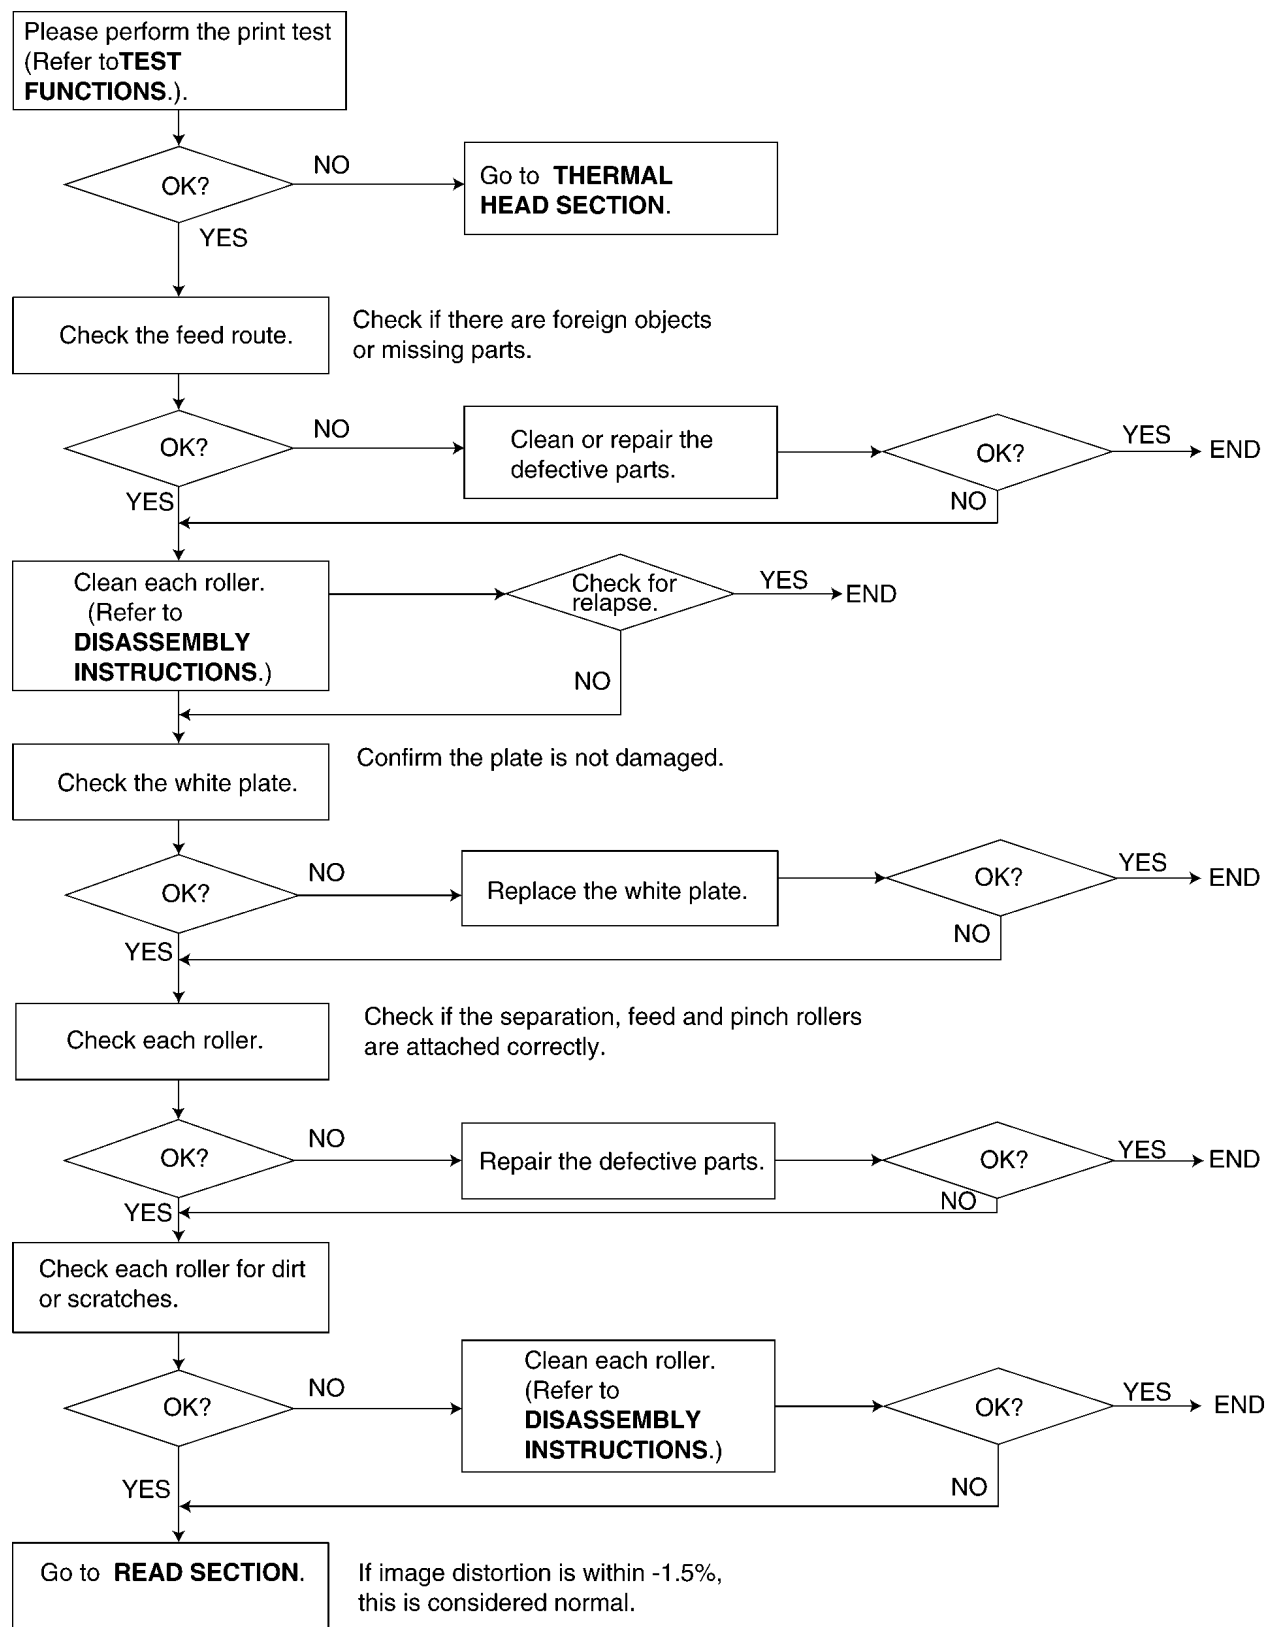 Please perform the print test
(Refer toTEST
FUNCTIONS.).
OK?
NO
Go to THERMAL
HEAD SECTION.
YES
Check the feed route.
Check if there are foreign objects
or missing parts.
OK?
NO
Clean or repair the
defective parts.
OK?
YES
END
YES
NO
Clean each roller.
(Refer to
DISASSEMBLY
INSTRUCTIONS.)
Check for
relapse.
YES
END
NO
Check the white plate.
Confirm the plate is not damaged.
OK?
NO
Replace the white plate.
OK?
YES
END
YES
NO
Check each roller.
Check if the separation, feed and pinch rollers
are attached correctly.
OK?
NO
Repair the defective parts.
OK?
YES
END
YES
NO
Check each roller for dirt
or scratches.
OK?
NO
Clean each roller.
(Refer to
DISASSEMBLY
INSTRUCTIONS.)
OK?
YES
END
YES
NO
Go to READ SECTION.
If image distortion is within -1.5%,
this is considered normal.